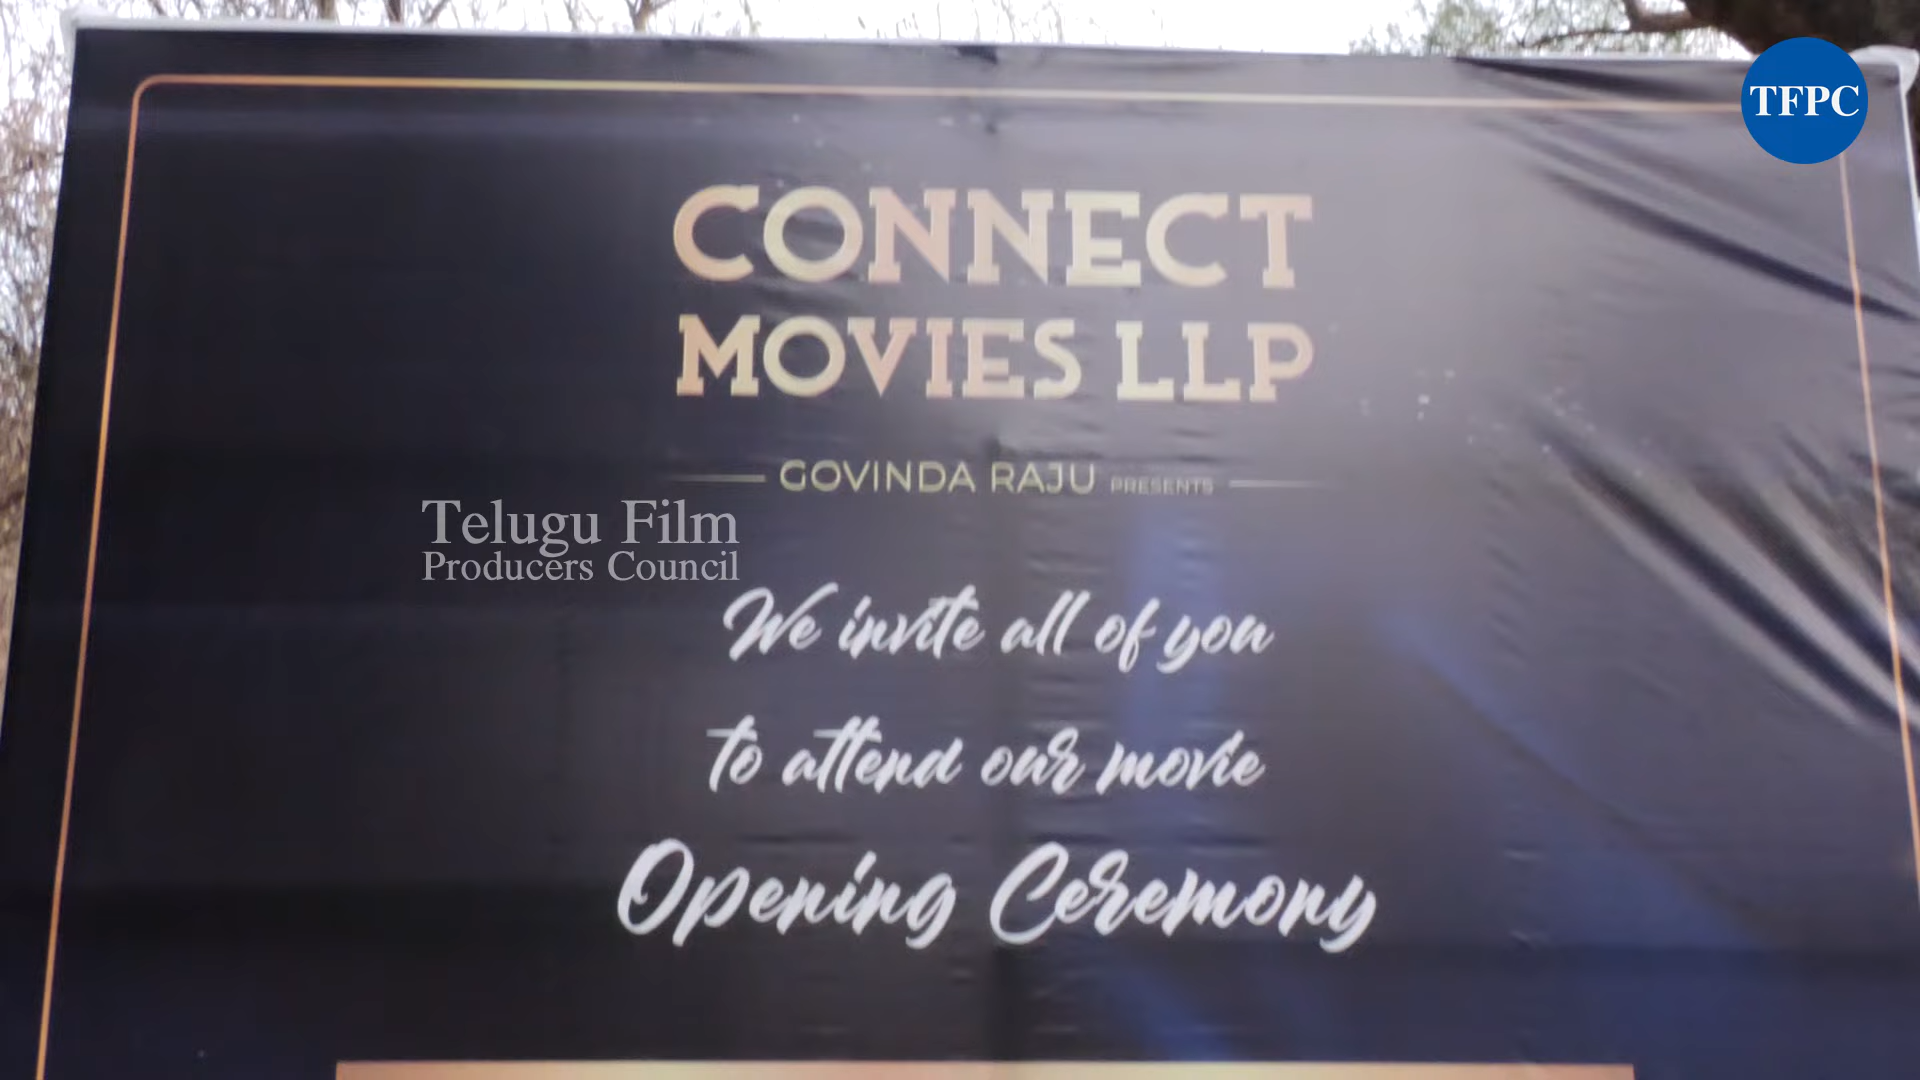 TFPC
CONNECT
MOVIES LLP
GOVINDA RAJU PRESENTS
Telugu Film
Producers Council
We invite all of you
to attend our movie
Opening Ceremony